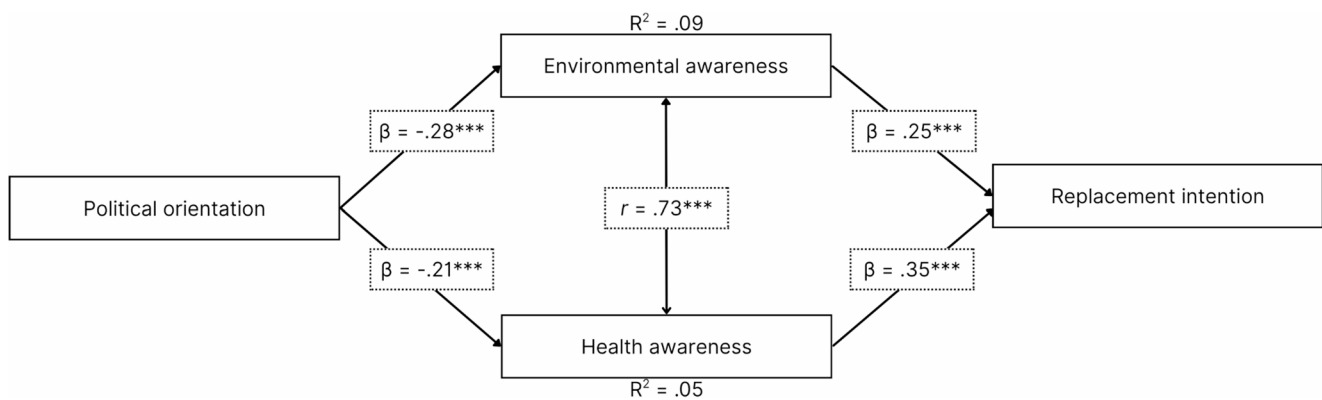 R² = .09
Environmental awareness
β = -.28***
β = .25***
Political orientation
r = .73***
Replacement intention
β = -.21***
β = .35***
Health awareness
R² = .05